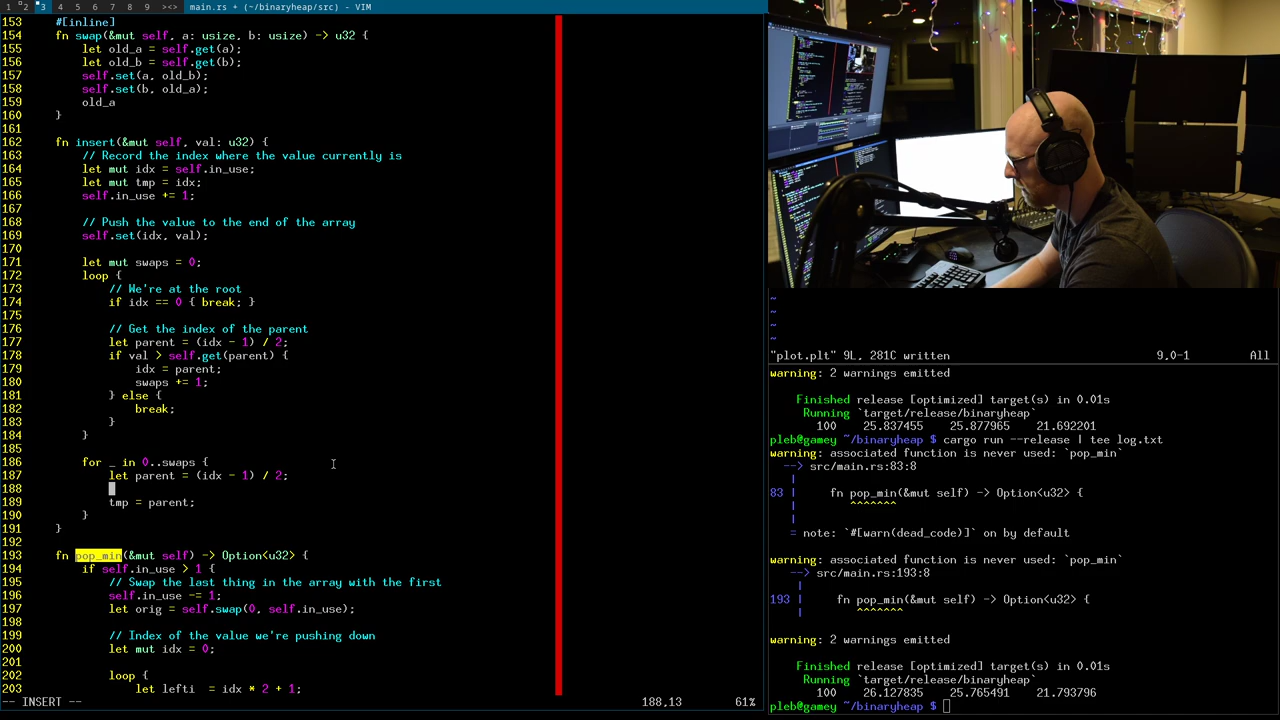 1 2 3 4 5 6 7 8 9 ><> main.rs + (~/binaryheap/src) - VIM
153 #[inline]
154 fn swap(&mut self, a: usize, b: usize) -> u32 {
155 let old_a = self.get(a);
156 let old_b = self.get(b);
157 self.set(a, old_b);
158 self.set(b, old_a);
159 old_a
160 }
161
162 fn insert(&mut self, val: u32) {
163 // Record the index where the value currently is
164 let mut idx = self.in_use;
165 let mut tmp = idx;
166 self.in_use += 1;
167
168 // Push the value to the end of the array
169 self.set(idx, val);
170
171 let mut swaps = 0;
172 loop {
173 // We're at the root
174 if idx == 0 { break; }
175
176 // Get the index of the parent
177 let parent = (idx - 1) / 2;
178 if val > self.get(parent) {
179 idx = parent;
180 swaps += 1;
181 } else {
182 break;
183 }
184 }
185
186 for _ in 0..swaps {
187 let parent = (idx - 1) / 2;
188
189 tmp = parent;
190 }
191 }
192
193 fn pop_min(&mut self) -> Option<u32> {
194 if self.in_use > 1 {
195 // Swap the last thing in the array with the first
196 self.in_use -= 1;
197 let orig = self.swap(0, self.in_use);
198
199 // Index of the value we're pushing down
200 let mut idx = 0;
201
202 loop {
203 let lefti = idx * 2 + 1;
-- INSERT -- 188,13 61%
~
~
~
~
"plot.plt" 9L, 281C written 9,0-1 All
warning: 2 warnings emitted
Finished release [optimized] target(s) in 0.01s
Running `target/release/binaryheap`
100 25.837455 25.877965 21.692201
pleb@gamey ~/binaryheap $ cargo run --release | tee log.txt
warning: associated function is never used: `pop_min`
--> src/main.rs:83:8
|
83 | fn pop_min(&mut self) -> Option<u32> {
| ^^^^^^^
|
= note: `#[warn(dead_code)]` on by default
warning: associated function is never used: `pop_min`
--> src/main.rs:193:8
|
193 | fn pop_min(&mut self) -> Option<u32> {
| ^^^^^^^
warning: 2 warnings emitted
Finished release [optimized] target(s) in 0.01s
Running `target/release/binaryheap`
100 26.127835 25.765491 21.793796
pleb@gamey ~/binaryheap $